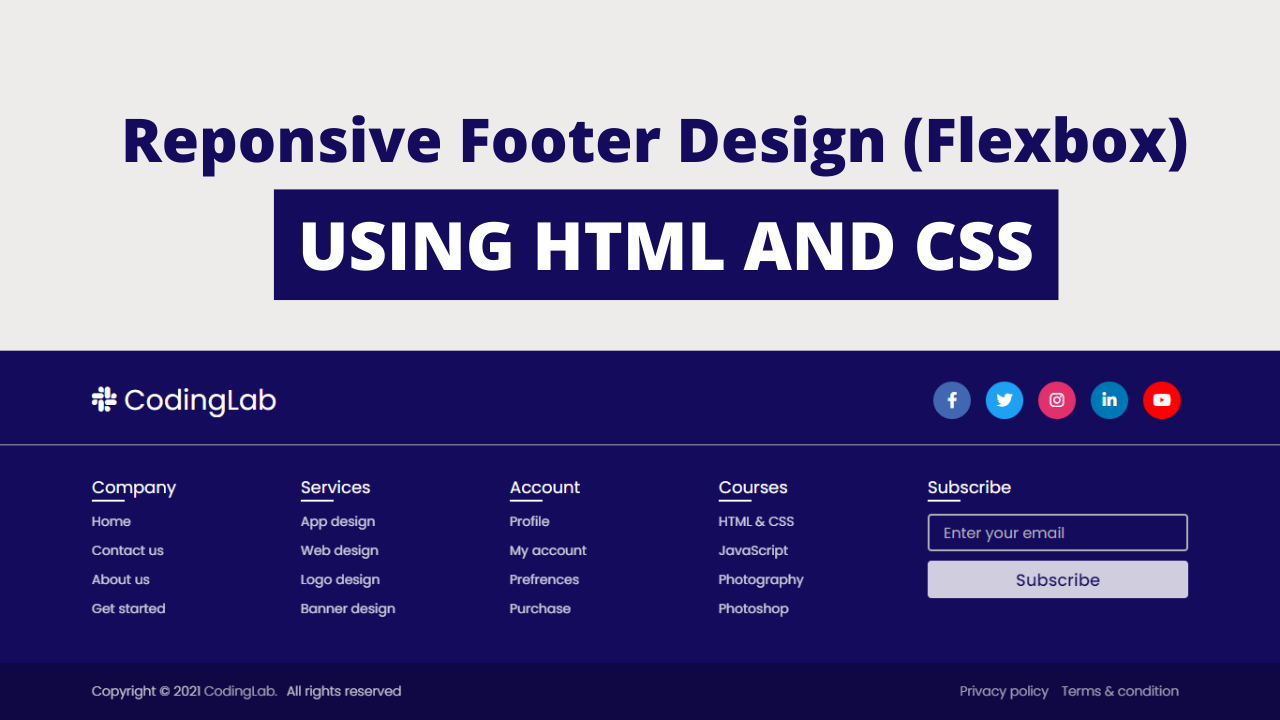 Reponsive Footer Design (Flexbox)
USING HTML AND CSS
CodingLab
Company
Home
Contact us
About us
Get started
Services
App design
Web design
Logo design
Banner design
Account
Profile
My account
Prefrences
Purchase
Courses
HTML & CSS
JavaScript
Photography
Photoshop
Subscribe
Enter your email
Subscribe
Copyright © 2021 CodingLab. All rights reserved
Privacy policy Terms & condition